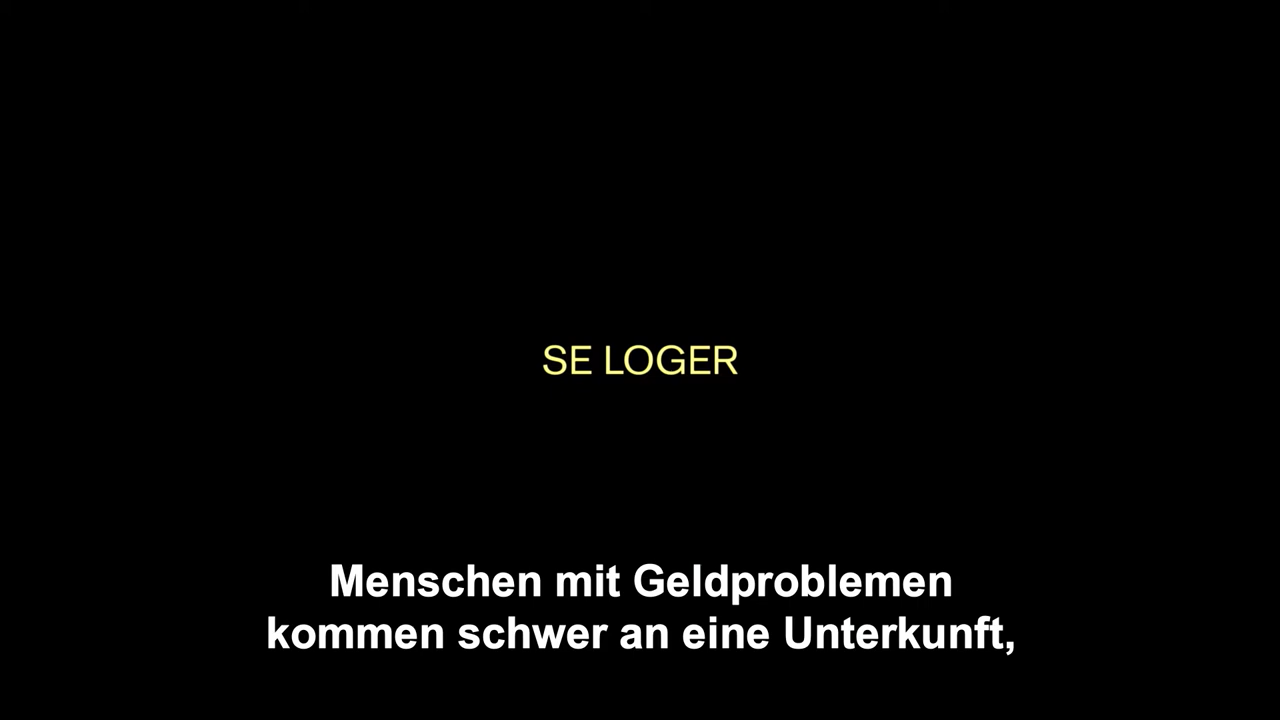 SE LOGER
Menschen mit Geldproblemen
kommen schwer an eine Unterkunft,